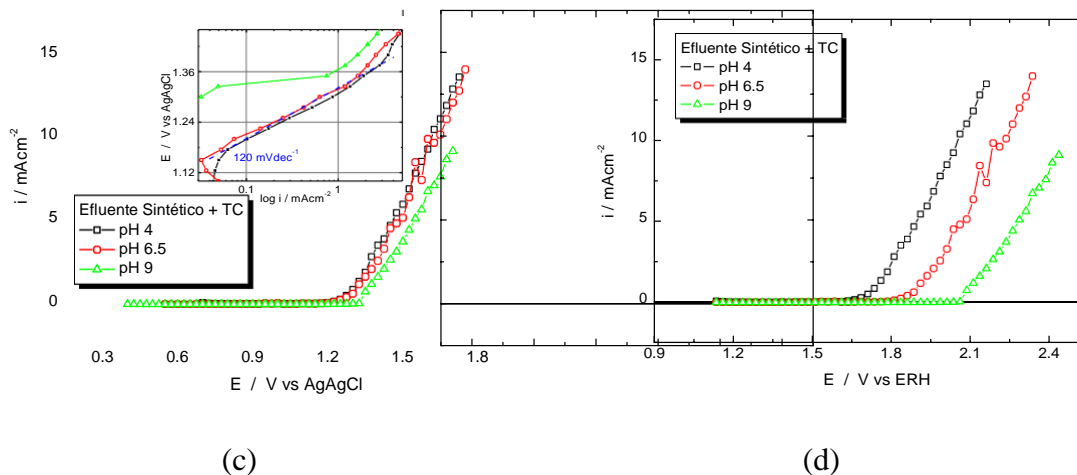 15
10
5
0
i / mAcm-2
0.3
0.6
0.9
1.2
1.5
1.8
E / V vs AgAgCl
Efluente Sintético + TC
pH 4
pH 6.5
pH 9
1.36
1.24
1.12
E / V vs AgAgCl
120 mVdec-1
0.1
1
log i / mAcm-2
(c)
15
10
5
0
i / mAcm-2
0.9
1.2
1.5
1.8
2.1
2.4
E / V vs ERH
Efluente Sintético + TC
pH 4
pH 6.5
pH 9
(d)